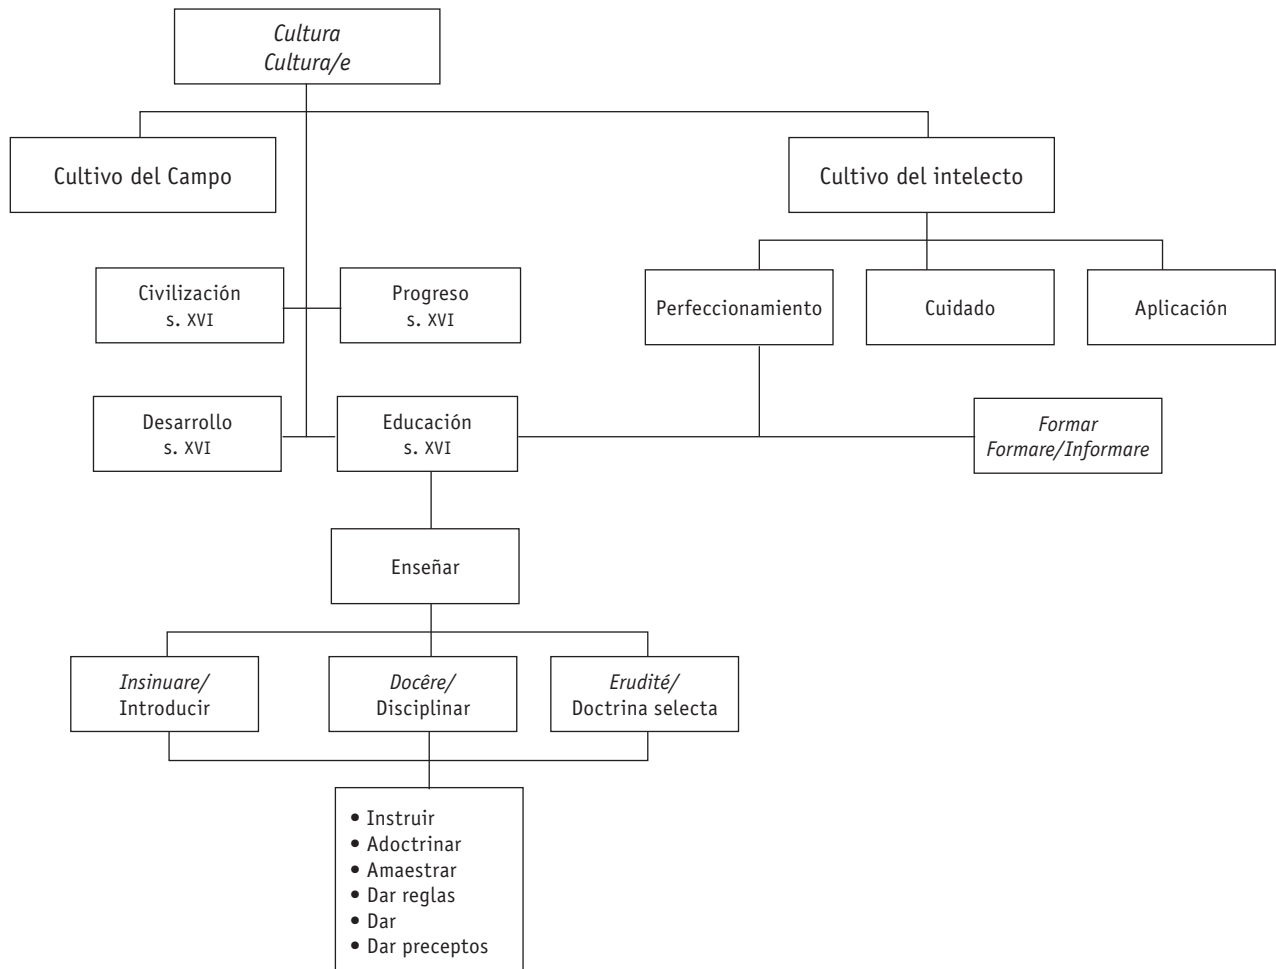 Cultura
Cultura/e
Cultivo del Campo
Cultivo del intelecto
Civilización
s. XVI
Progreso
s. XVI
Perfeccionamiento
Cuidado
Aplicación
Desarrollo
s. XVI
Educación
s. XVI
Formar
Formare/Informare
Enseñar
Insinuare/
Introducir
Docêre/
Disciplinar
Erudité/
Doctrina selecta
• Instruir
• Adoctrinar
• Amaestrar
• Dar reglas
• Dar
• Dar preceptos